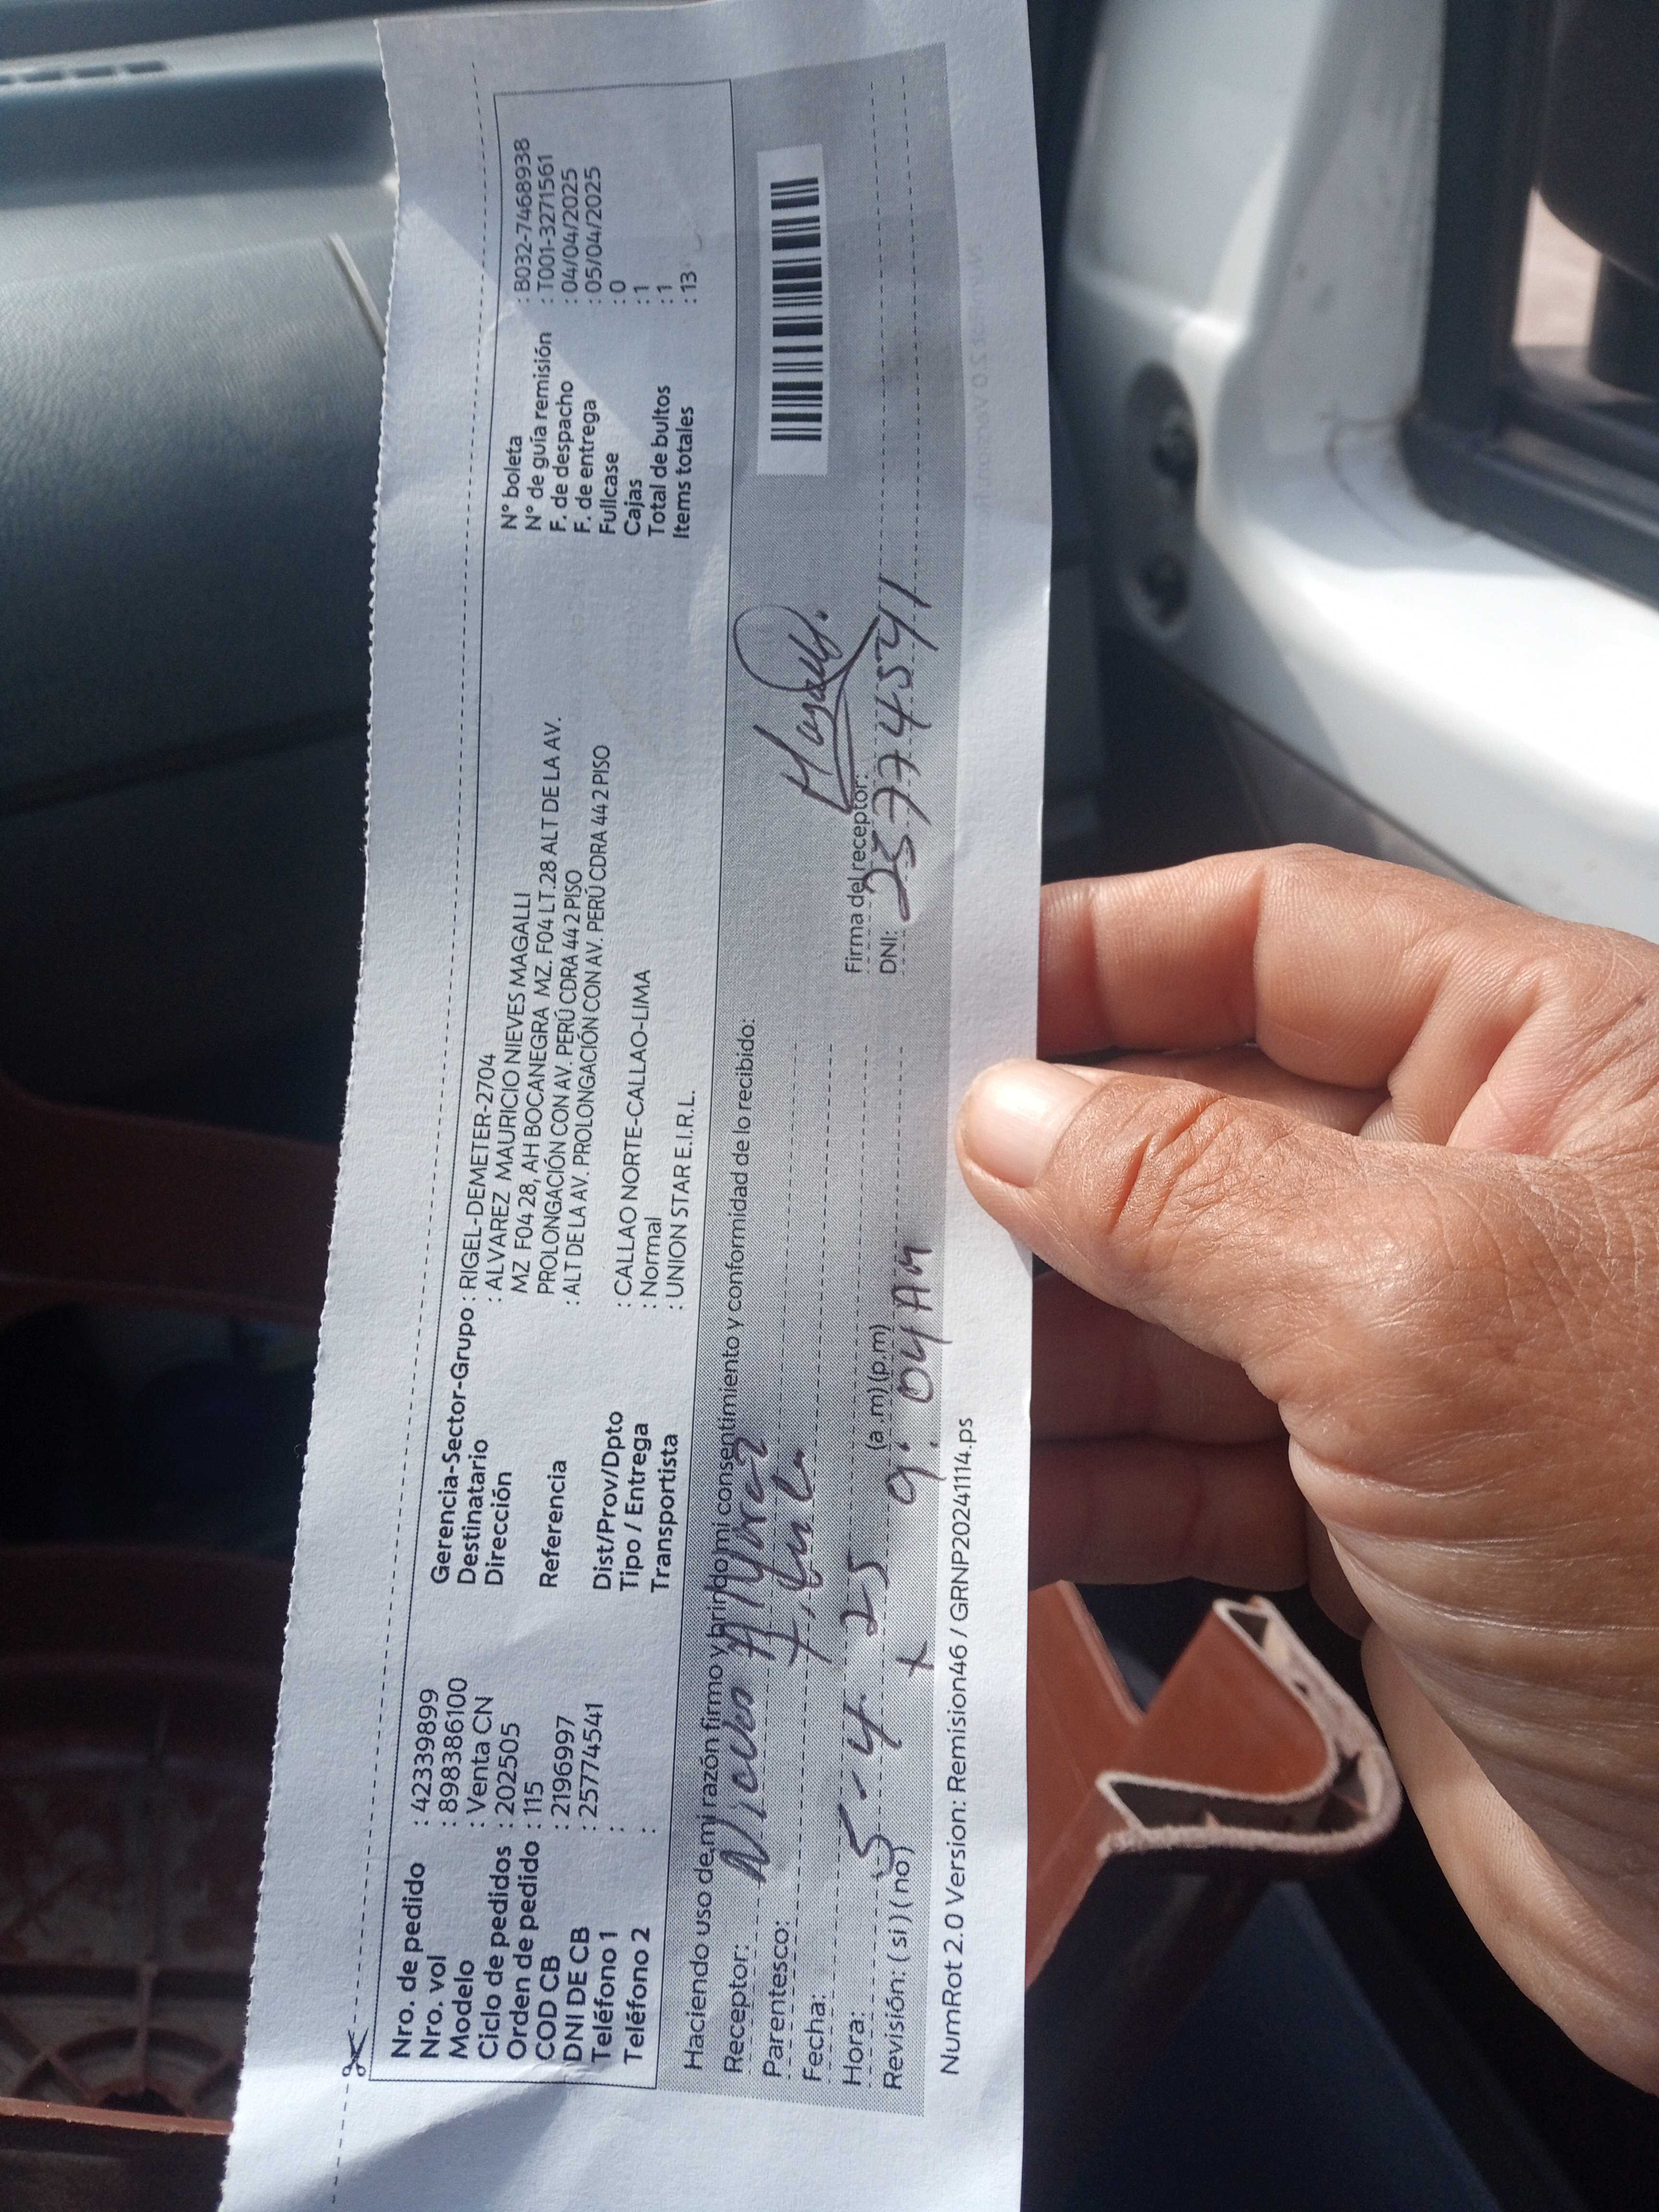 Nro. de pedido : 42339899
Nro. vol : 898386100
Modelo : Venta CN
Ciclo de pedidos : 202505
Orden de pedido : 115
COD CB : 2196997
DNI DE CB : 25774541
Teléfono 1 :
Teléfono 2 :
Gerencia-Sector-Grupo : RIGEL-DEMETER-2704
Destinatario : ALVAREZ MAURICIO NIEVES MAGALLI
Dirección MZ F04 28, AH BOCANEGRA MZ. F04 LT.28 ALT DE LA AV.
PROLONGACIÓN CON AV. PERÚ CDRA 44 2 PISO
Referencia : ALT DE LA AV. PROLONGACIÓN CON AV. PERÚ CDRA 44 2 PISO
Dist/Prov/Dpto : CALLAO NORTE-CALLAO-LIMA
Tipo / Entrega : Normal
Transportista : UNION STAR E.I.R.L.
N° boleta : B032-7468938
N° de guía remisión : T001-3271561
F. de despacho : 04/04/2025
F. de entrega : 05/04/2025
Fullcase : 0
Cajas : 1
Total de bultos : 1
Items totales : 13
Haciendo uso de mi razón firmo y brindo mi consentimiento y conformidad de lo recibido:
Receptor: Nieves Alvarez
Parentesco:
Fecha: 5-4-25
Hora: (a.m) (p.m) 9:04 AM
Revisión: (si) (no) x
Firma del receptor:
DNI: 25774541
NumRot 2.0 Version: Remision46 / GRNP20241114.ps